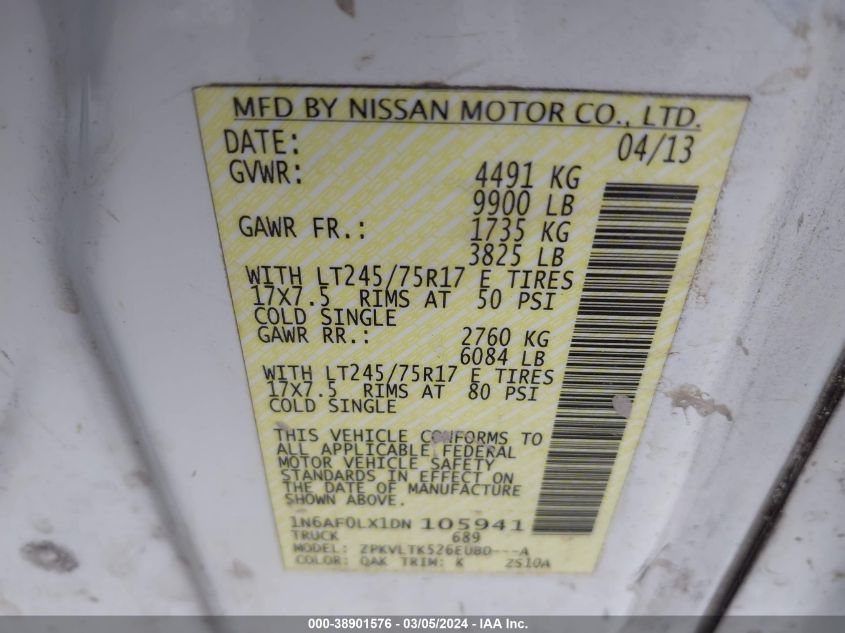 MFD BY NISSAN MOTOR CO., LTD.
DATE: 04/13
GVWR: 4491 KG
9900 LB
GAWR FR.: 1735 KG
3825 LB
WITH LT245/75R17 E TIRES
17X7.5 RIMS AT 50 PSI
COLD SINGLE
GAWR RR.: 2760 KG
6084 LB
WITH LT245/75R17 E TIRES
17X7.5 RIMS AT 80 PSI
COLD SINGLE
THIS VEHICLE CONFORMS TO
ALL APPLICABLE FEDERAL
MOTOR VEHICLE SAFETY
STANDARDS IN EFFECT ON
THE DATE OF MANUFACTURE
SHOWN ABOVE.
1N6AF0LX1DN 105941
TRUCK 689
MODEL: ZPKVLTK526EUBD---A
COLOR: QAK TRIM: K 2S10A
000-38901576 - 03/05/2024 - IAA Inc.